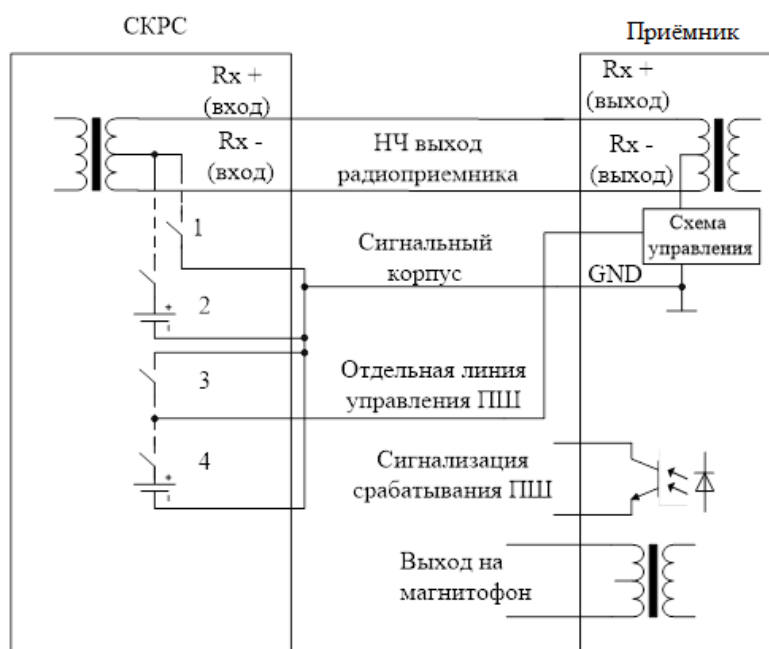 СКРС
Приёмник
Rx +
(вход)
Rx +
(выход)
Rx -
(вход)
НЧ выход
радиоприемника
Rx -
(выход)
1
Схема
управления
Сигнальный
корпус
GND
+
2
-
3
Отдельная линия
управления ПШ
4
+
-
Сигнализация
срабатывания ПШ
Выход на
магнитофон